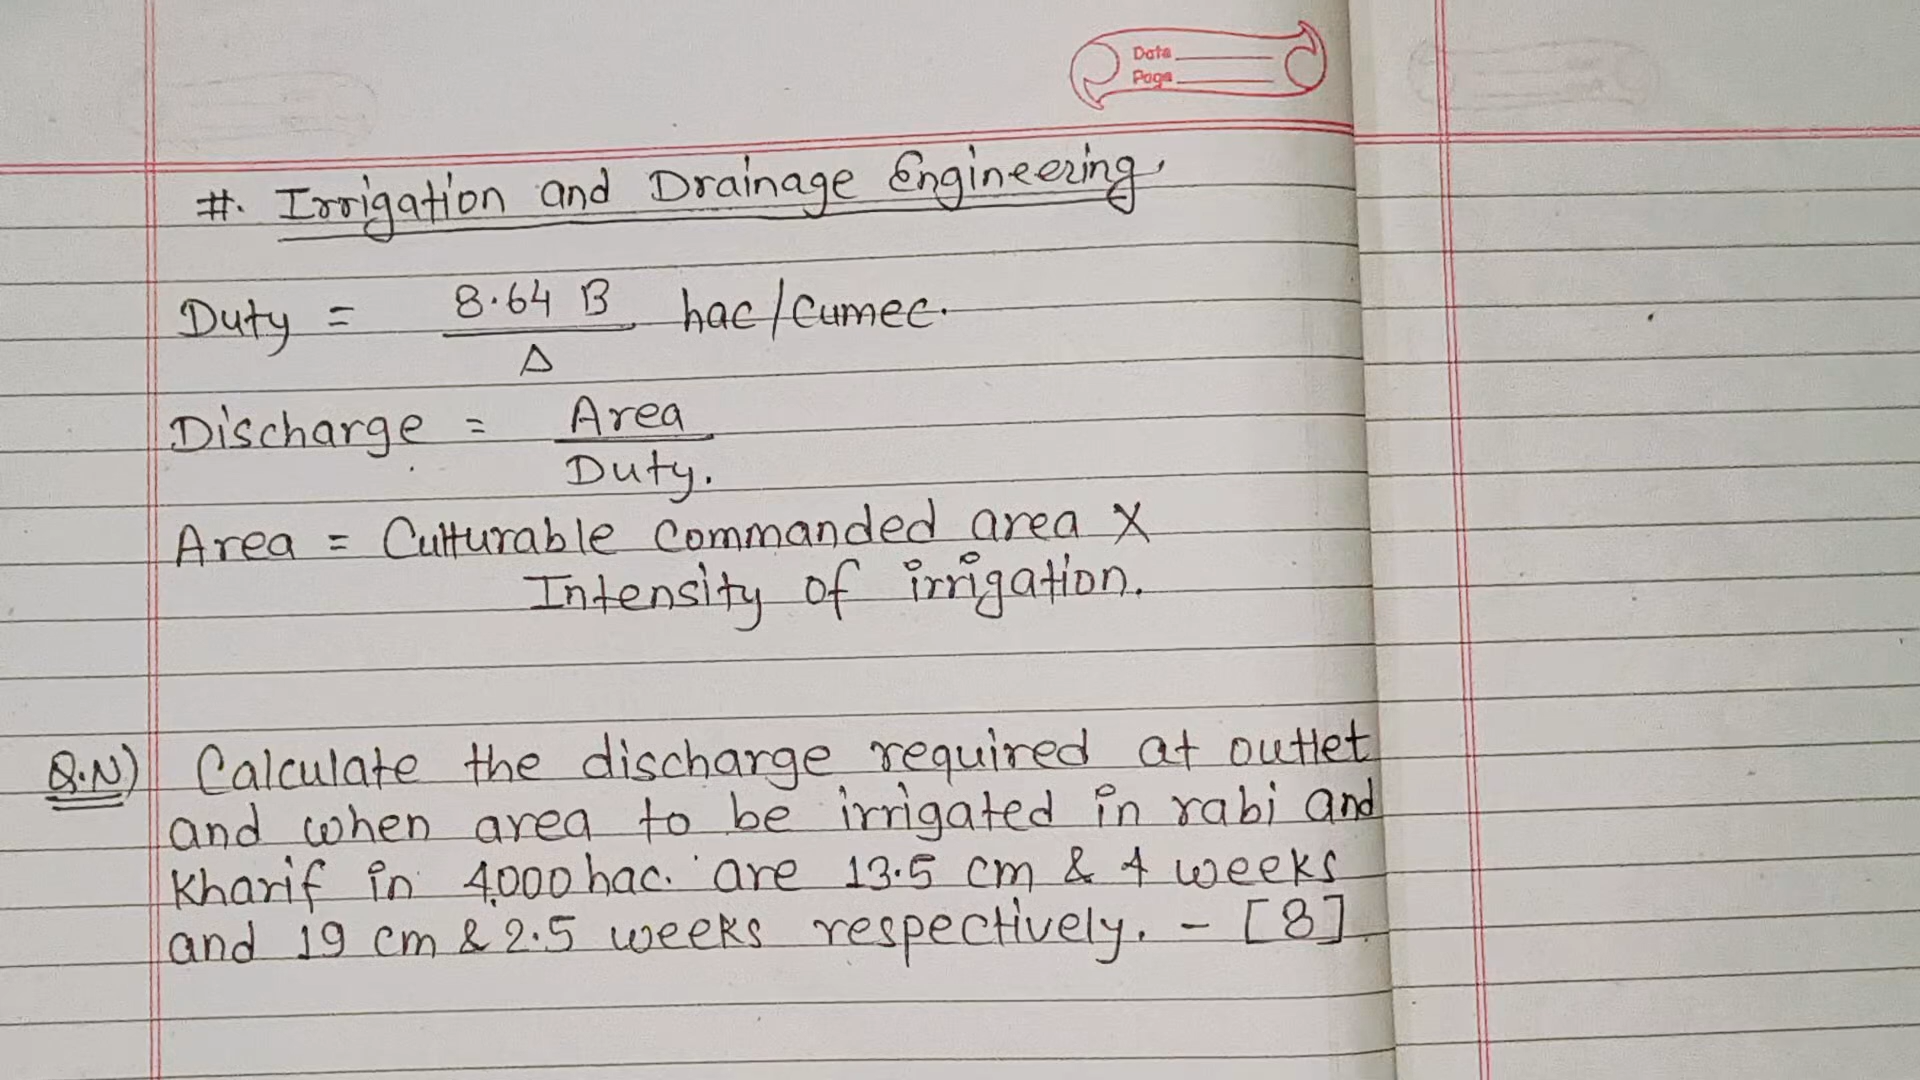 Date
Page
#. Irrigation and Drainage Engineering.
Duty = 8.64 B / Δ hac/cumec.
Discharge = Area / Duty.
Area = Culturable commanded area X
Intensity of irrigation.
Q.N) Calculate the discharge required at outlet
and when area to be irrigated in rabi and
Kharif in 4000 hac. are 13.5 cm & 4 weeks
and 19 cm & 2.5 weeks respectively. - [8]